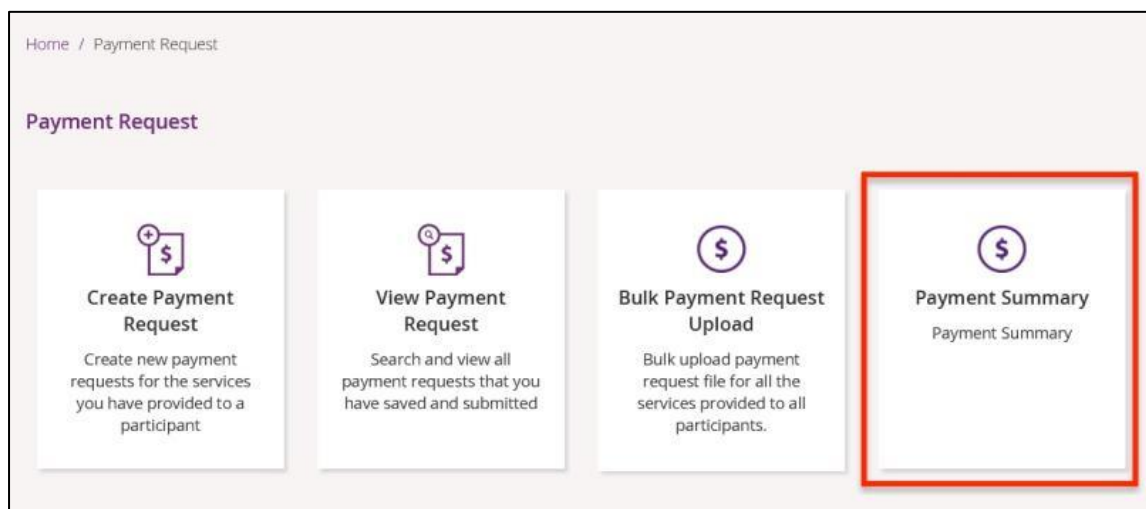 Home / Payment Request
Payment Request
Create Payment
Request
Create new payment
requests for the services
you have provided to a
participant
View Payment
Request
Search and view all
payment requests that you
have saved and submitted
Bulk Payment Request
Upload
Bulk upload payment
request file for all the
services provided to all
participants.
Payment Summary
Payment Summary